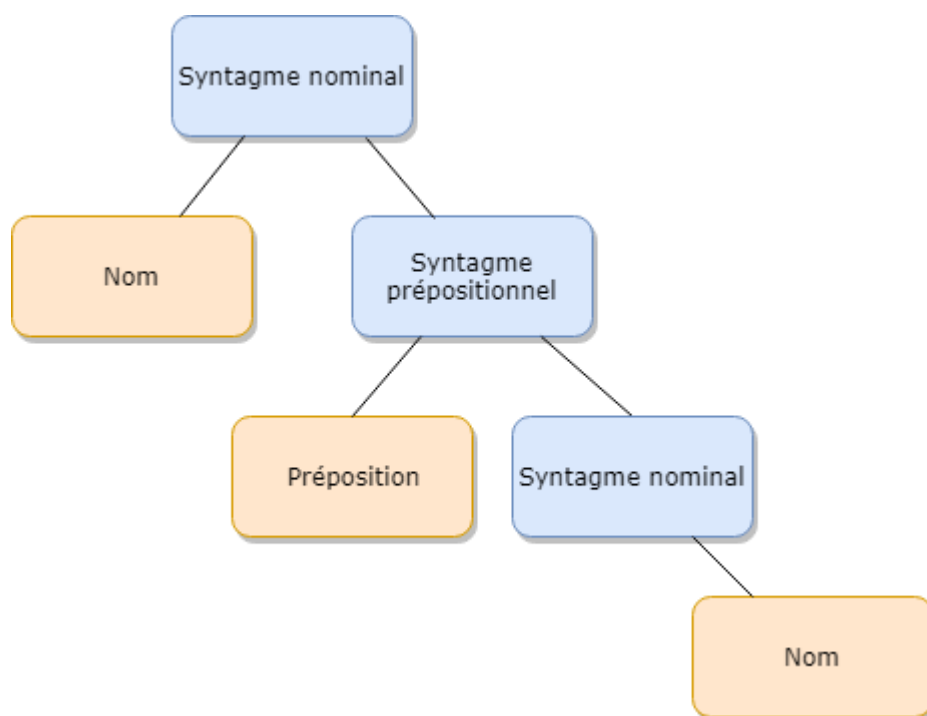 Syntagme nominal
Nom
Syntagme
prépositionnel
Préposition
Syntagme nominal
Nom